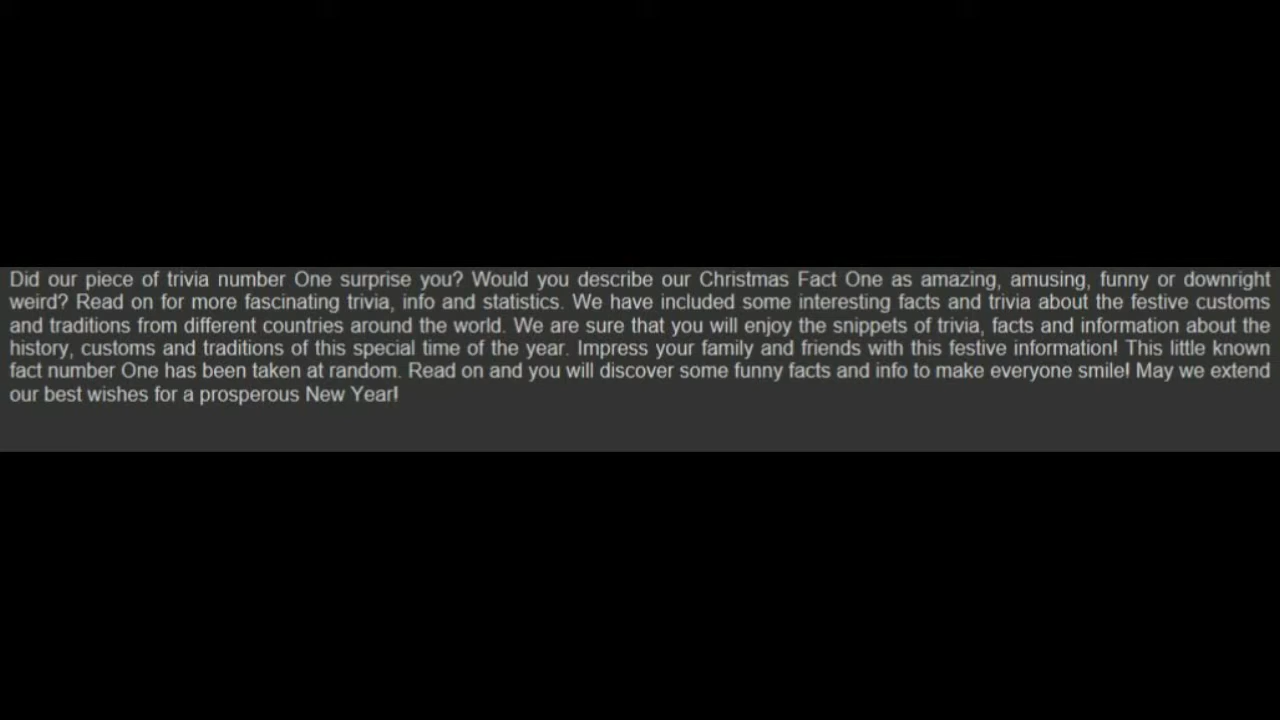 Did our piece of trivia number One surprise you? Would you describe our Christmas Fact One as amazing, amusing, funny or downright
weird? Read on for more fascinating trivia, info and statistics. We have included some interesting facts and trivia about the festive customs
and traditions from different countries around the world. We are sure that you will enjoy the snippets of trivia, facts and information about the
history, customs and traditions of this special time of the year. Impress your family and friends with this festive information! This little known
fact number One has been taken at random. Read on and you will discover some funny facts and info to make everyone smile! May we extend
our best wishes for a prosperous New Year!